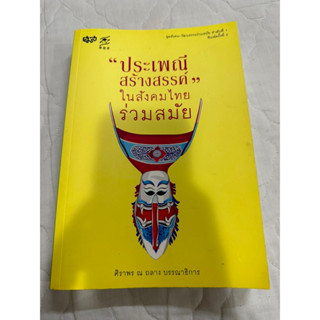 “ประเพณี
สร้างสรรค์”
ในสังคมไทย
ร่วมสมัย
ศิราพร ณ ถลาง บรรณาธิการ